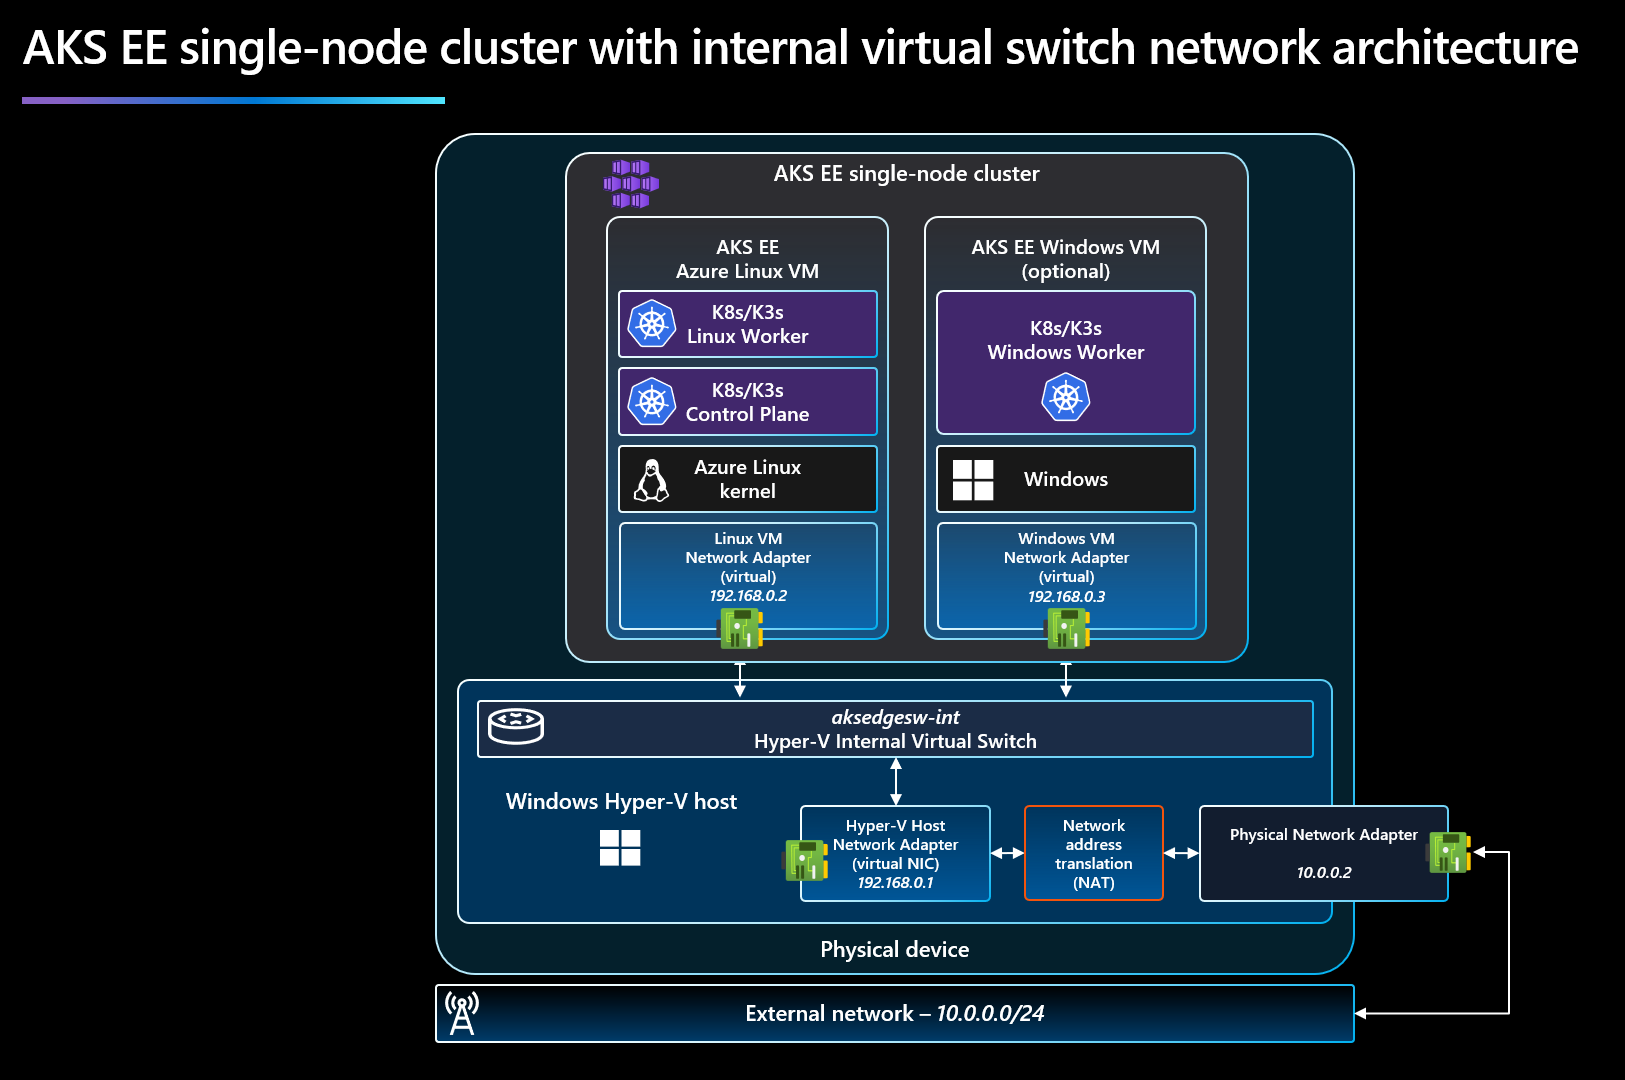 AKS EE single-node cluster with internal virtual switch network architecture
AKS EE single-node cluster
AKS EE
Azure Linux VM
K8s/K3s
Linux Worker
K8s/K3s
Control Plane
Azure Linux
kernel
Linux VM
Network Adapter
(virtual)
192.168.0.2
AKS EE Windows VM
(optional)
K8s/K3s
Windows Worker
Windows
Windows VM
Network Adapter
(virtual)
192.168.0.3
aksedgesw-int
Hyper-V Internal Virtual Switch
Windows Hyper-V host
Hyper-V Host
Network Adapter
(virtual NIC)
192.168.0.1
Network
address
translation
(NAT)
Physical Network Adapter
10.0.0.2
Physical device
External network – 10.0.0.0/24